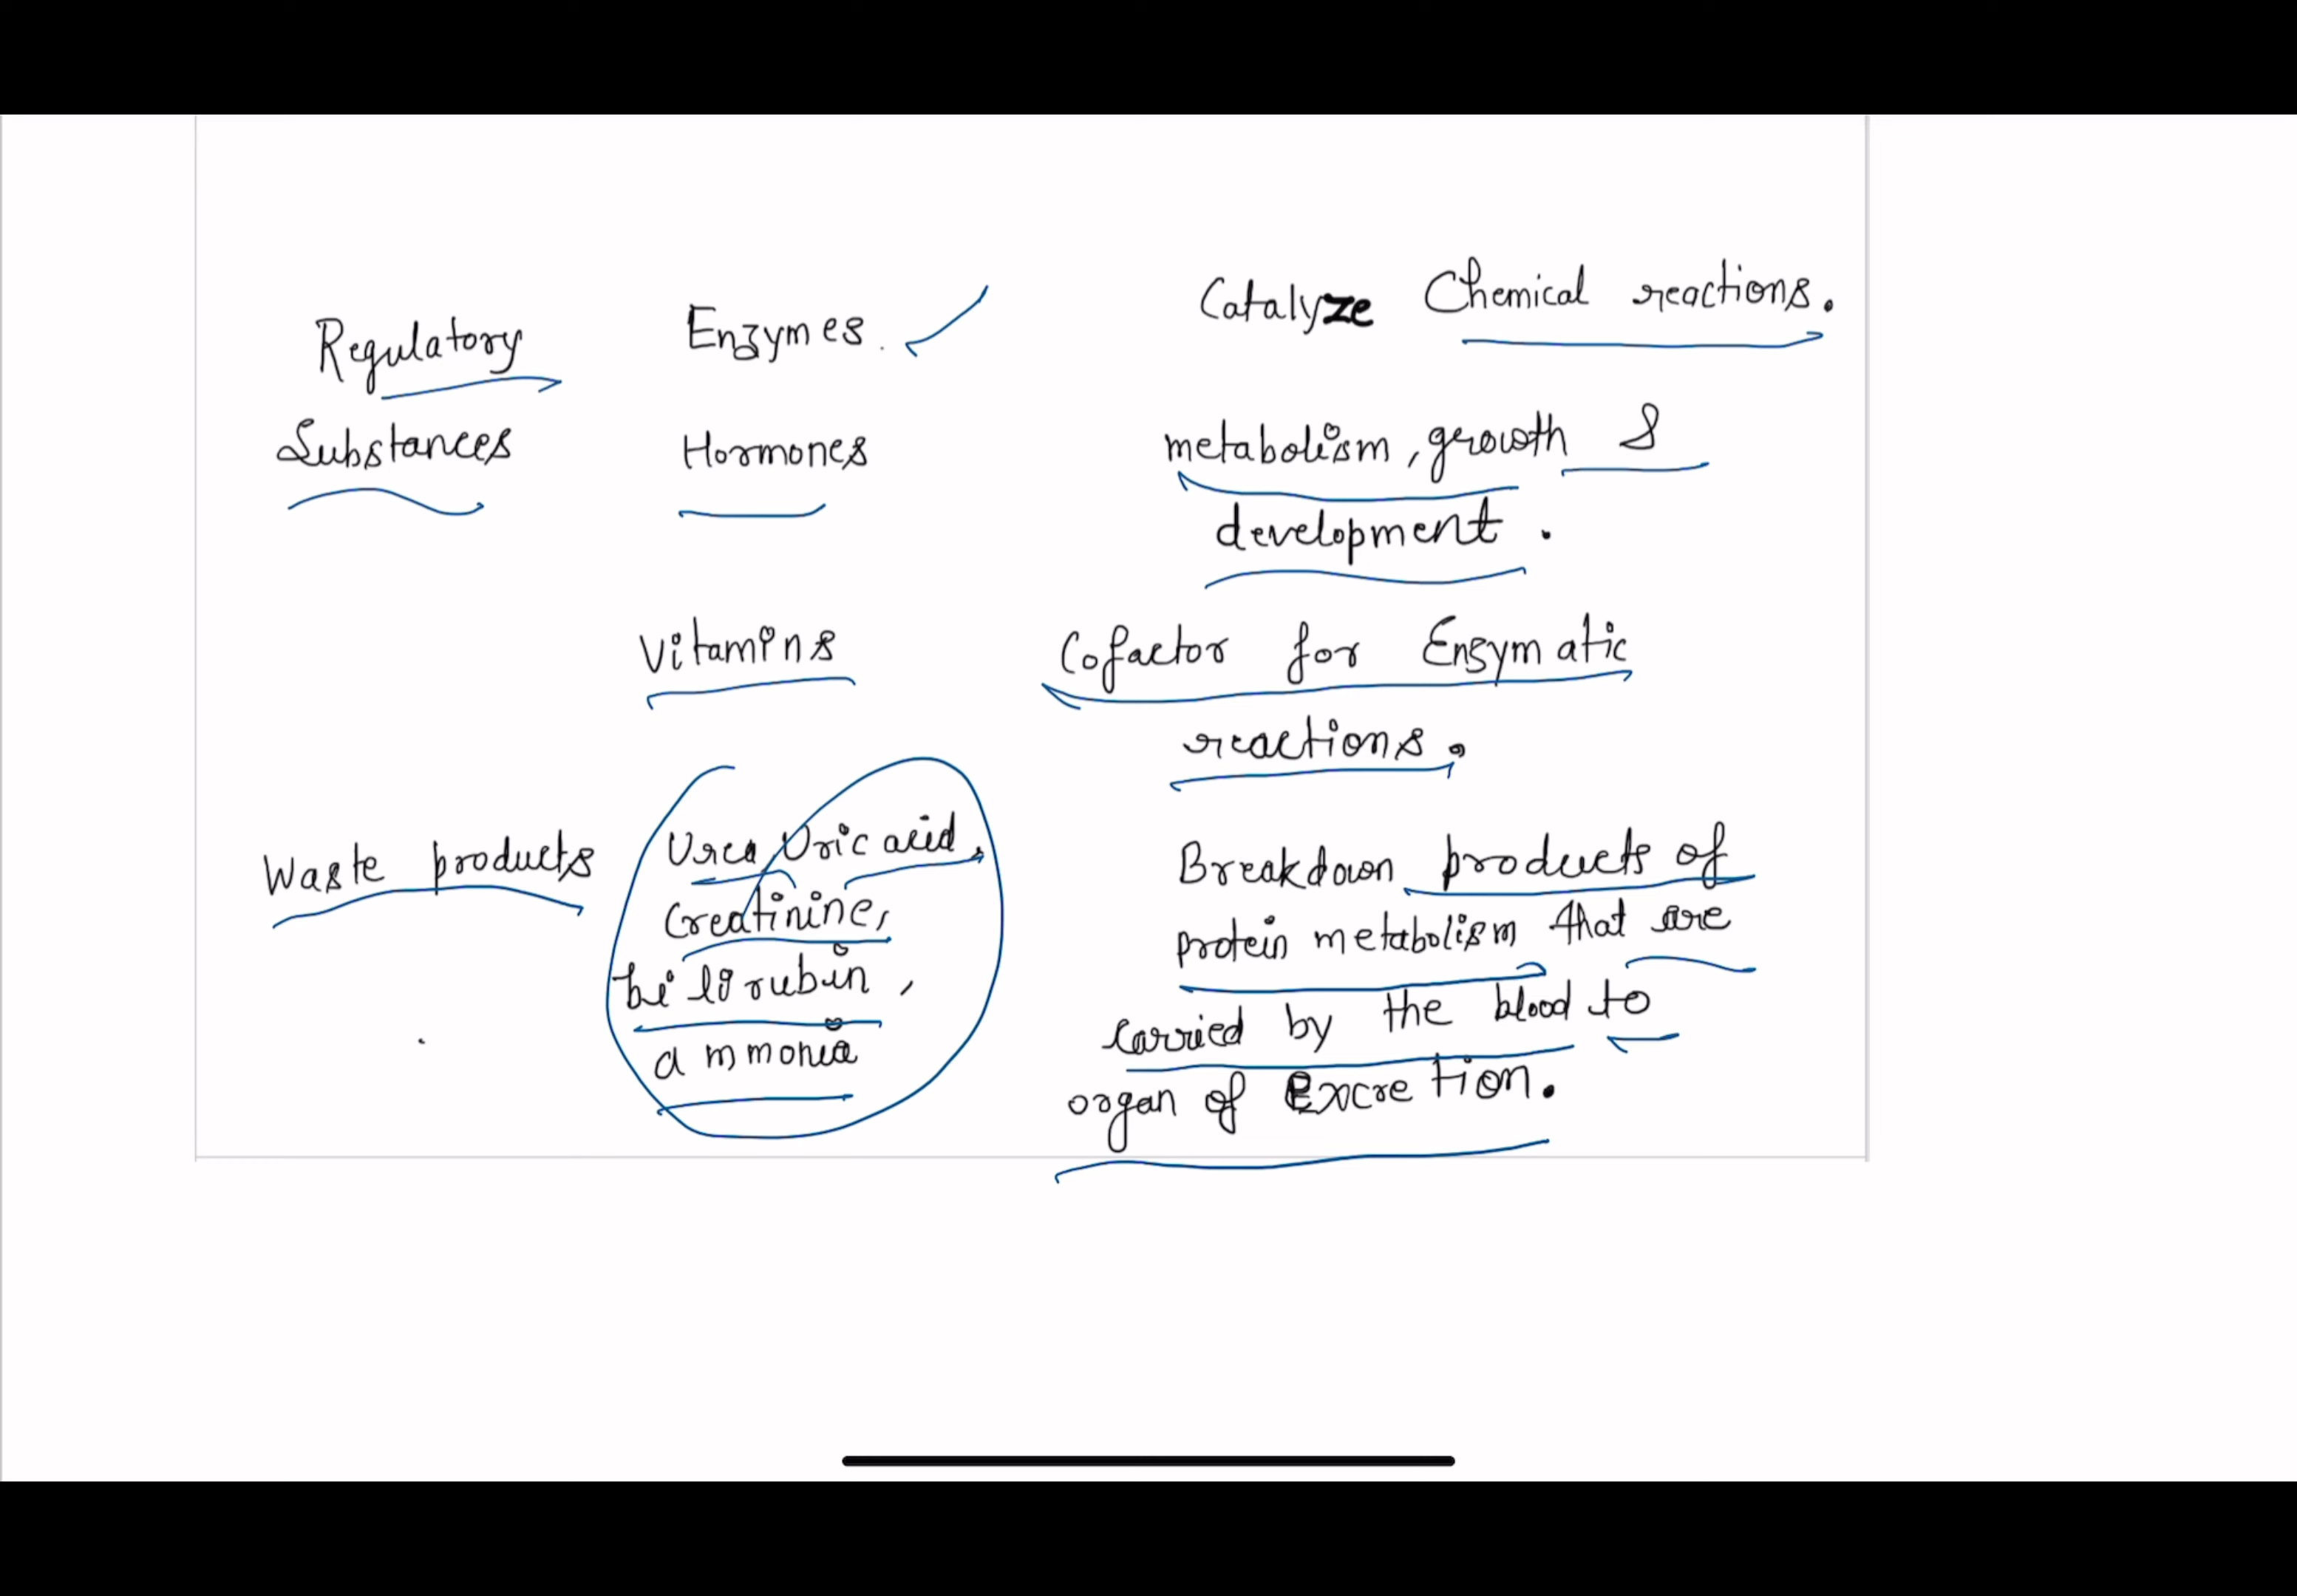 Regulatory Enzymes. Catalyze Chemical reactions.
Substances Hormones metabolism, growth &
development.
Vitamins Cofactor for Enzymatic
reactions.
Waste products Urea, Uric acid, Breakdown products of
Creatinine, protein metabolism that are
bilirubin, carried by the blood to
ammonia organ of Excretion.